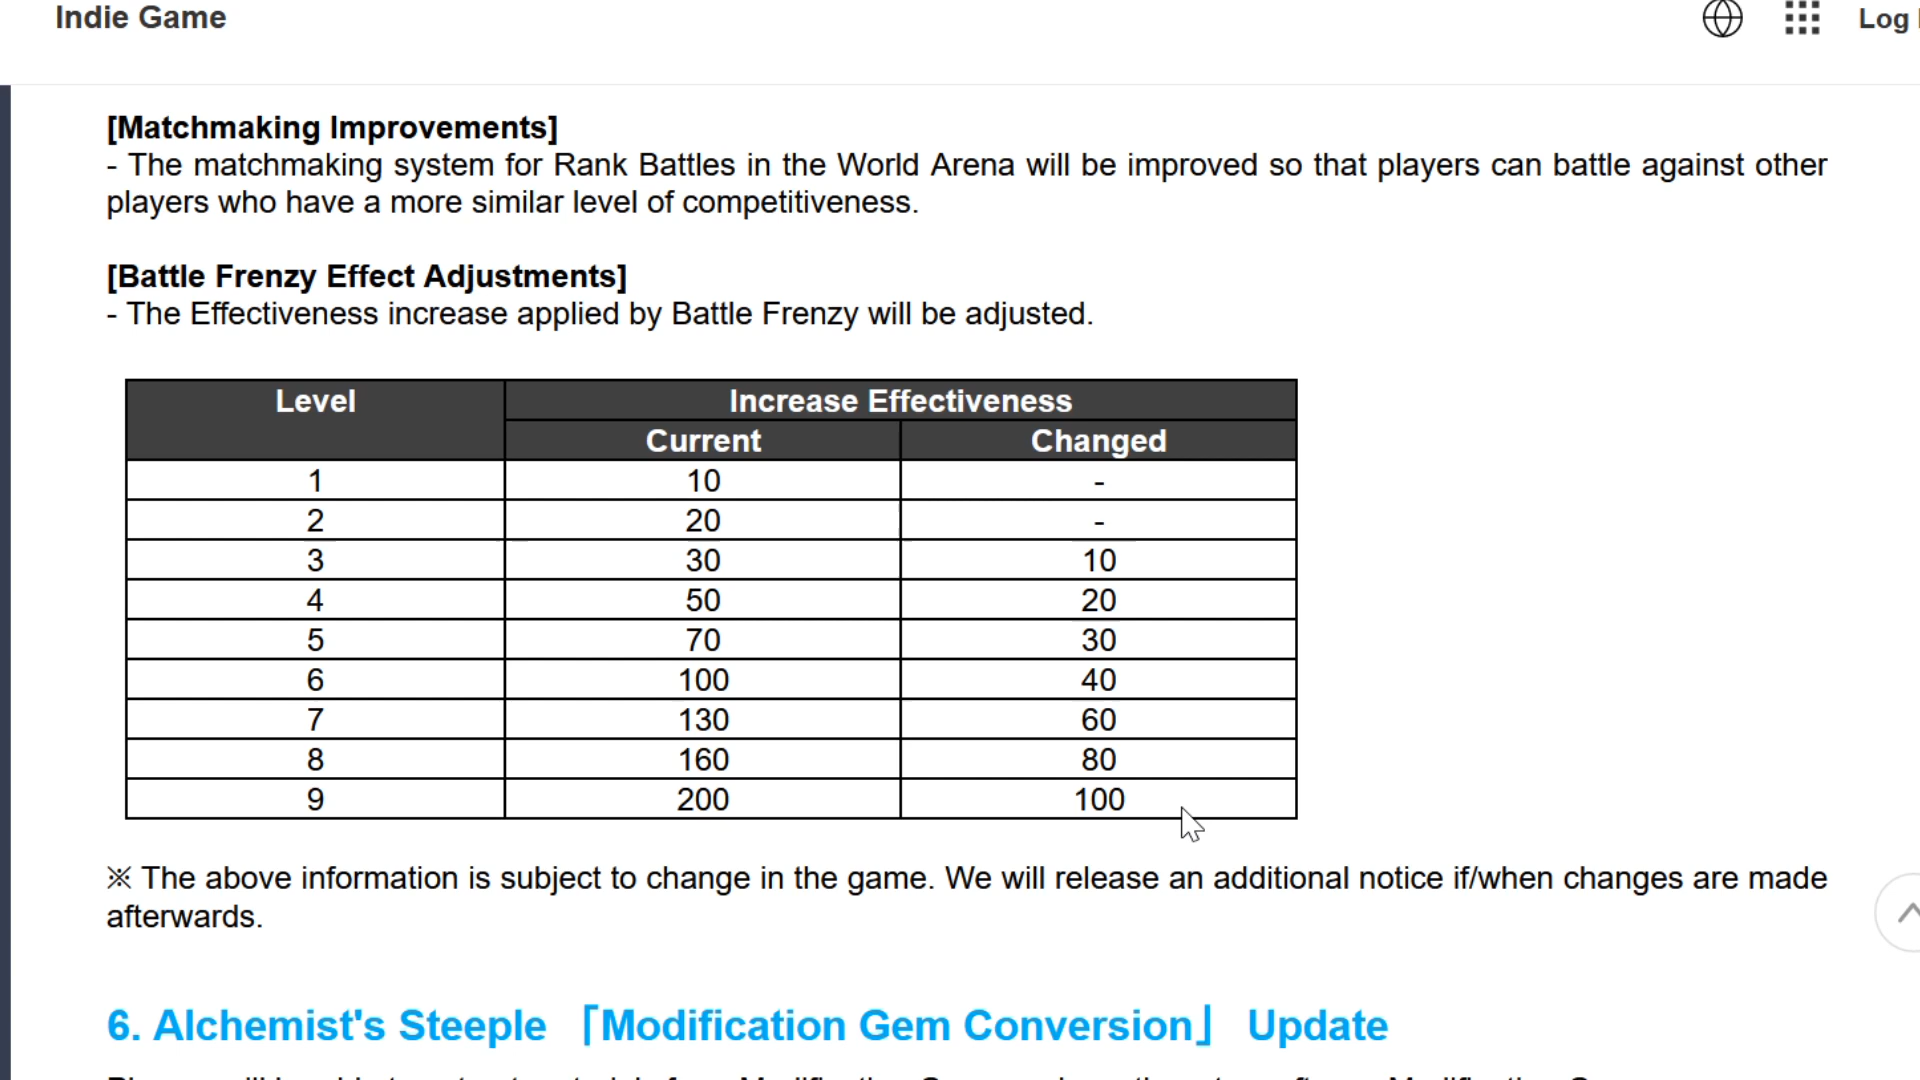 Indie Game
Log
[Matchmaking Improvements]
- The matchmaking system for Rank Battles in the World Arena will be improved so that players can battle against other
players who have a more similar level of competitiveness.
[Battle Frenzy Effect Adjustments]
- The Effectiveness increase applied by Battle Frenzy will be adjusted.
Level Increase Effectiveness
Current Changed
1 10 -
2 20 -
3 30 10
4 50 20
5 70 30
6 100 40
7 130 60
8 160 80
9 200 100
※ The above information is subject to change in the game. We will release an additional notice if/when changes are made
afterwards.
6. Alchemist's Steeple 「Modification Gem Conversion」 Update